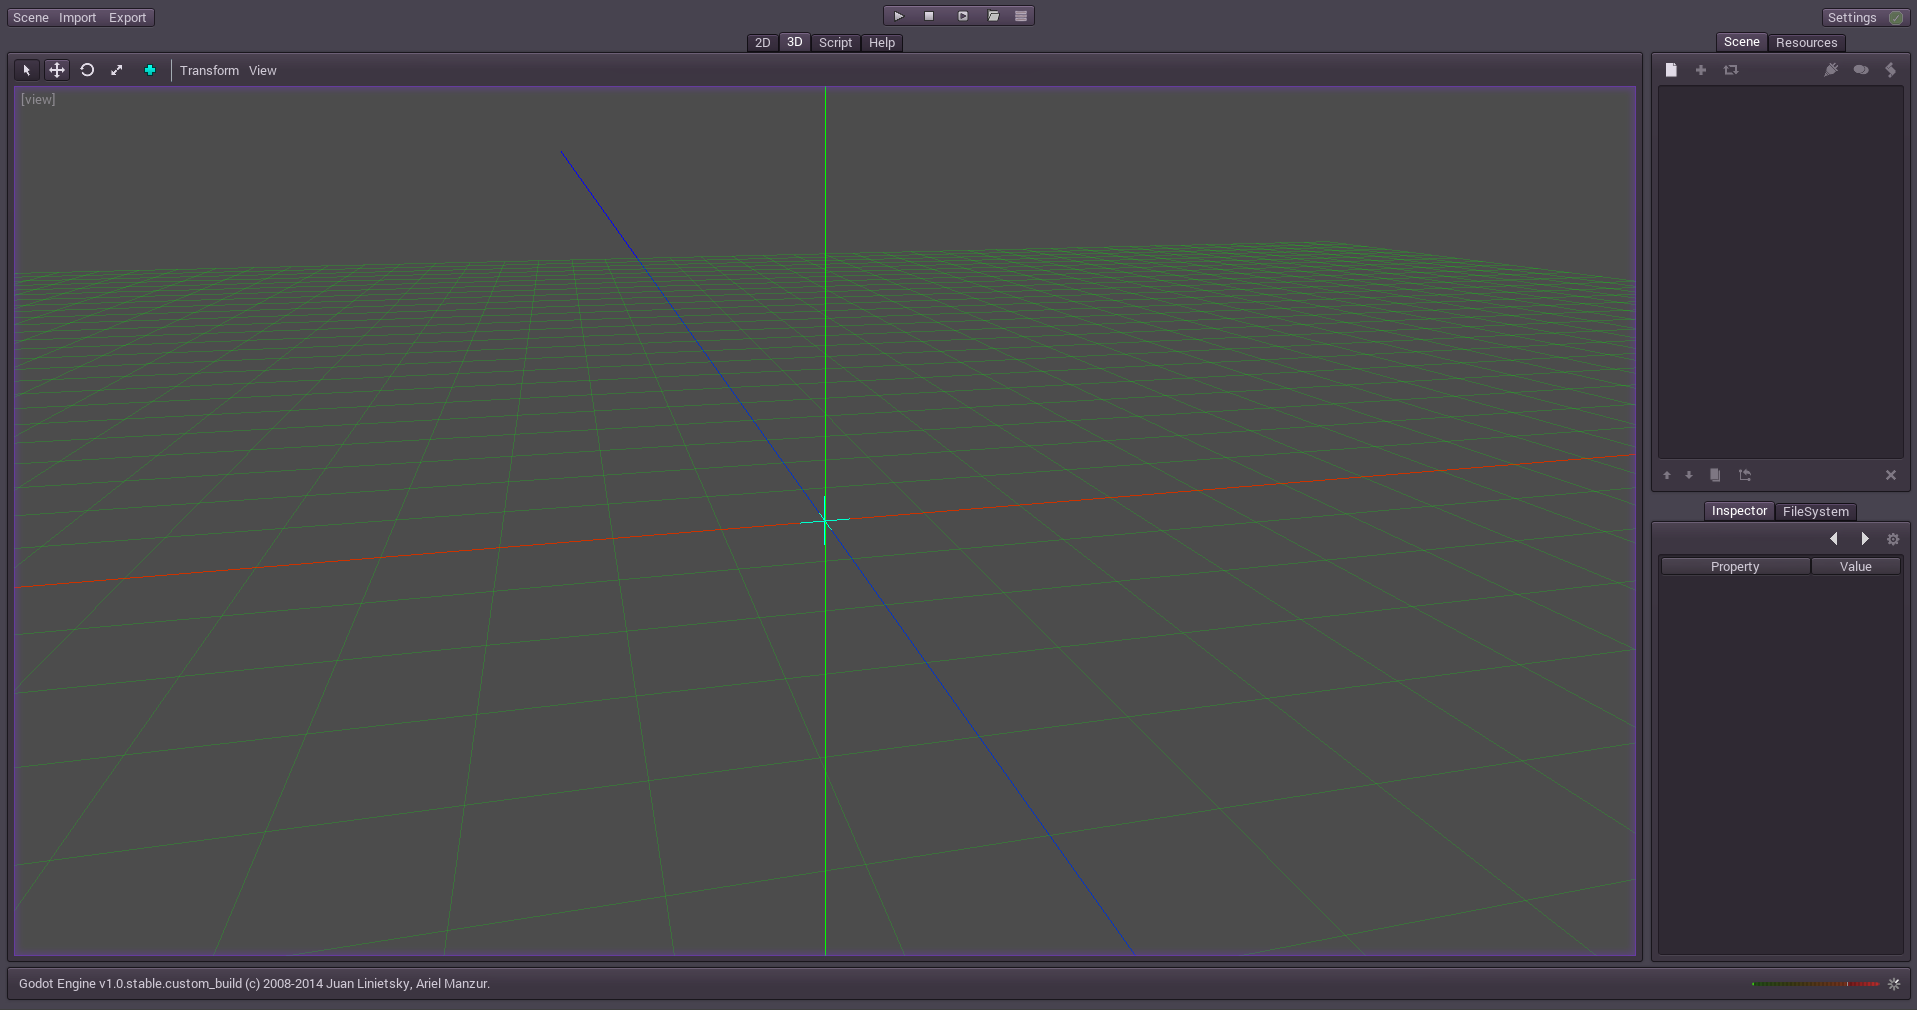 Scene Import Export
Settings
2D 3D Script Help
Scene Resources
Transform View
[view]
Inspector FileSystem
Property Value
Godot Engine v1.0.stable.custom_build (c) 2008-2014 Juan Linietsky, Ariel Manzur.